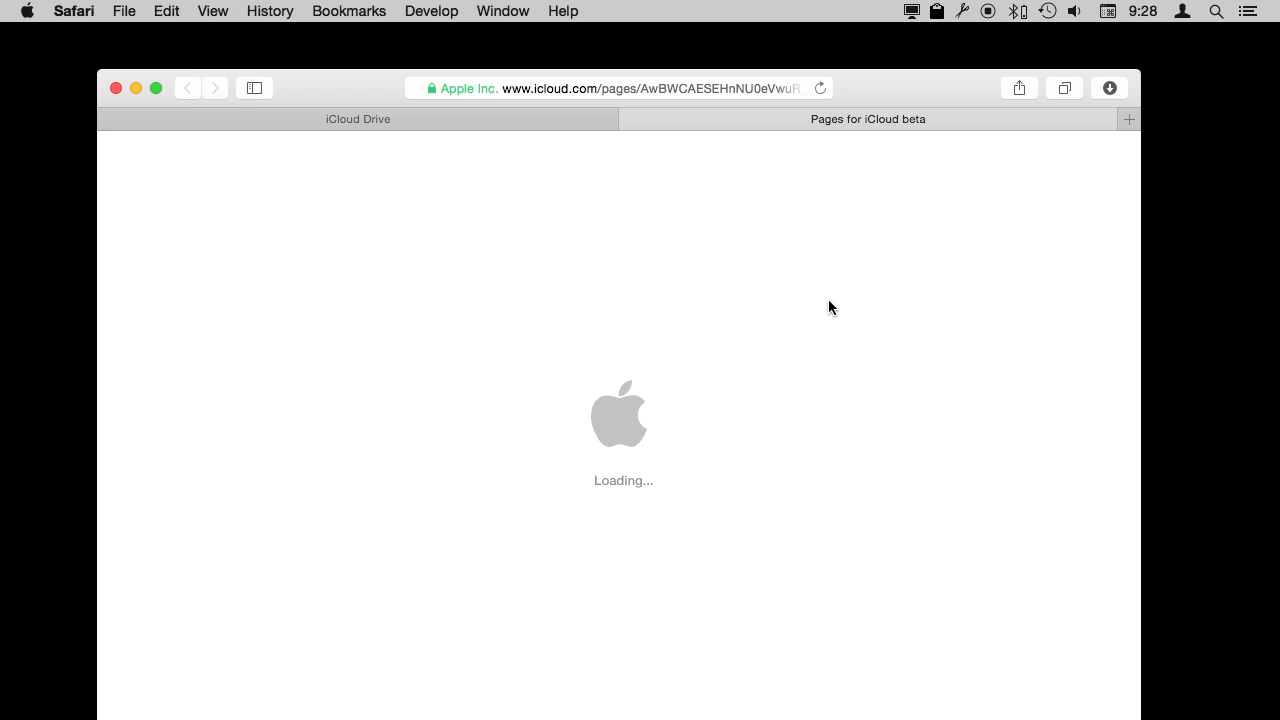 Safari File Edit View History Bookmarks Develop Window Help 9:28
Apple Inc. www.icloud.com/pages/AwBWCAESEHnNU0eVwuR
iCloud Drive Pages for iCloud beta
Loading...